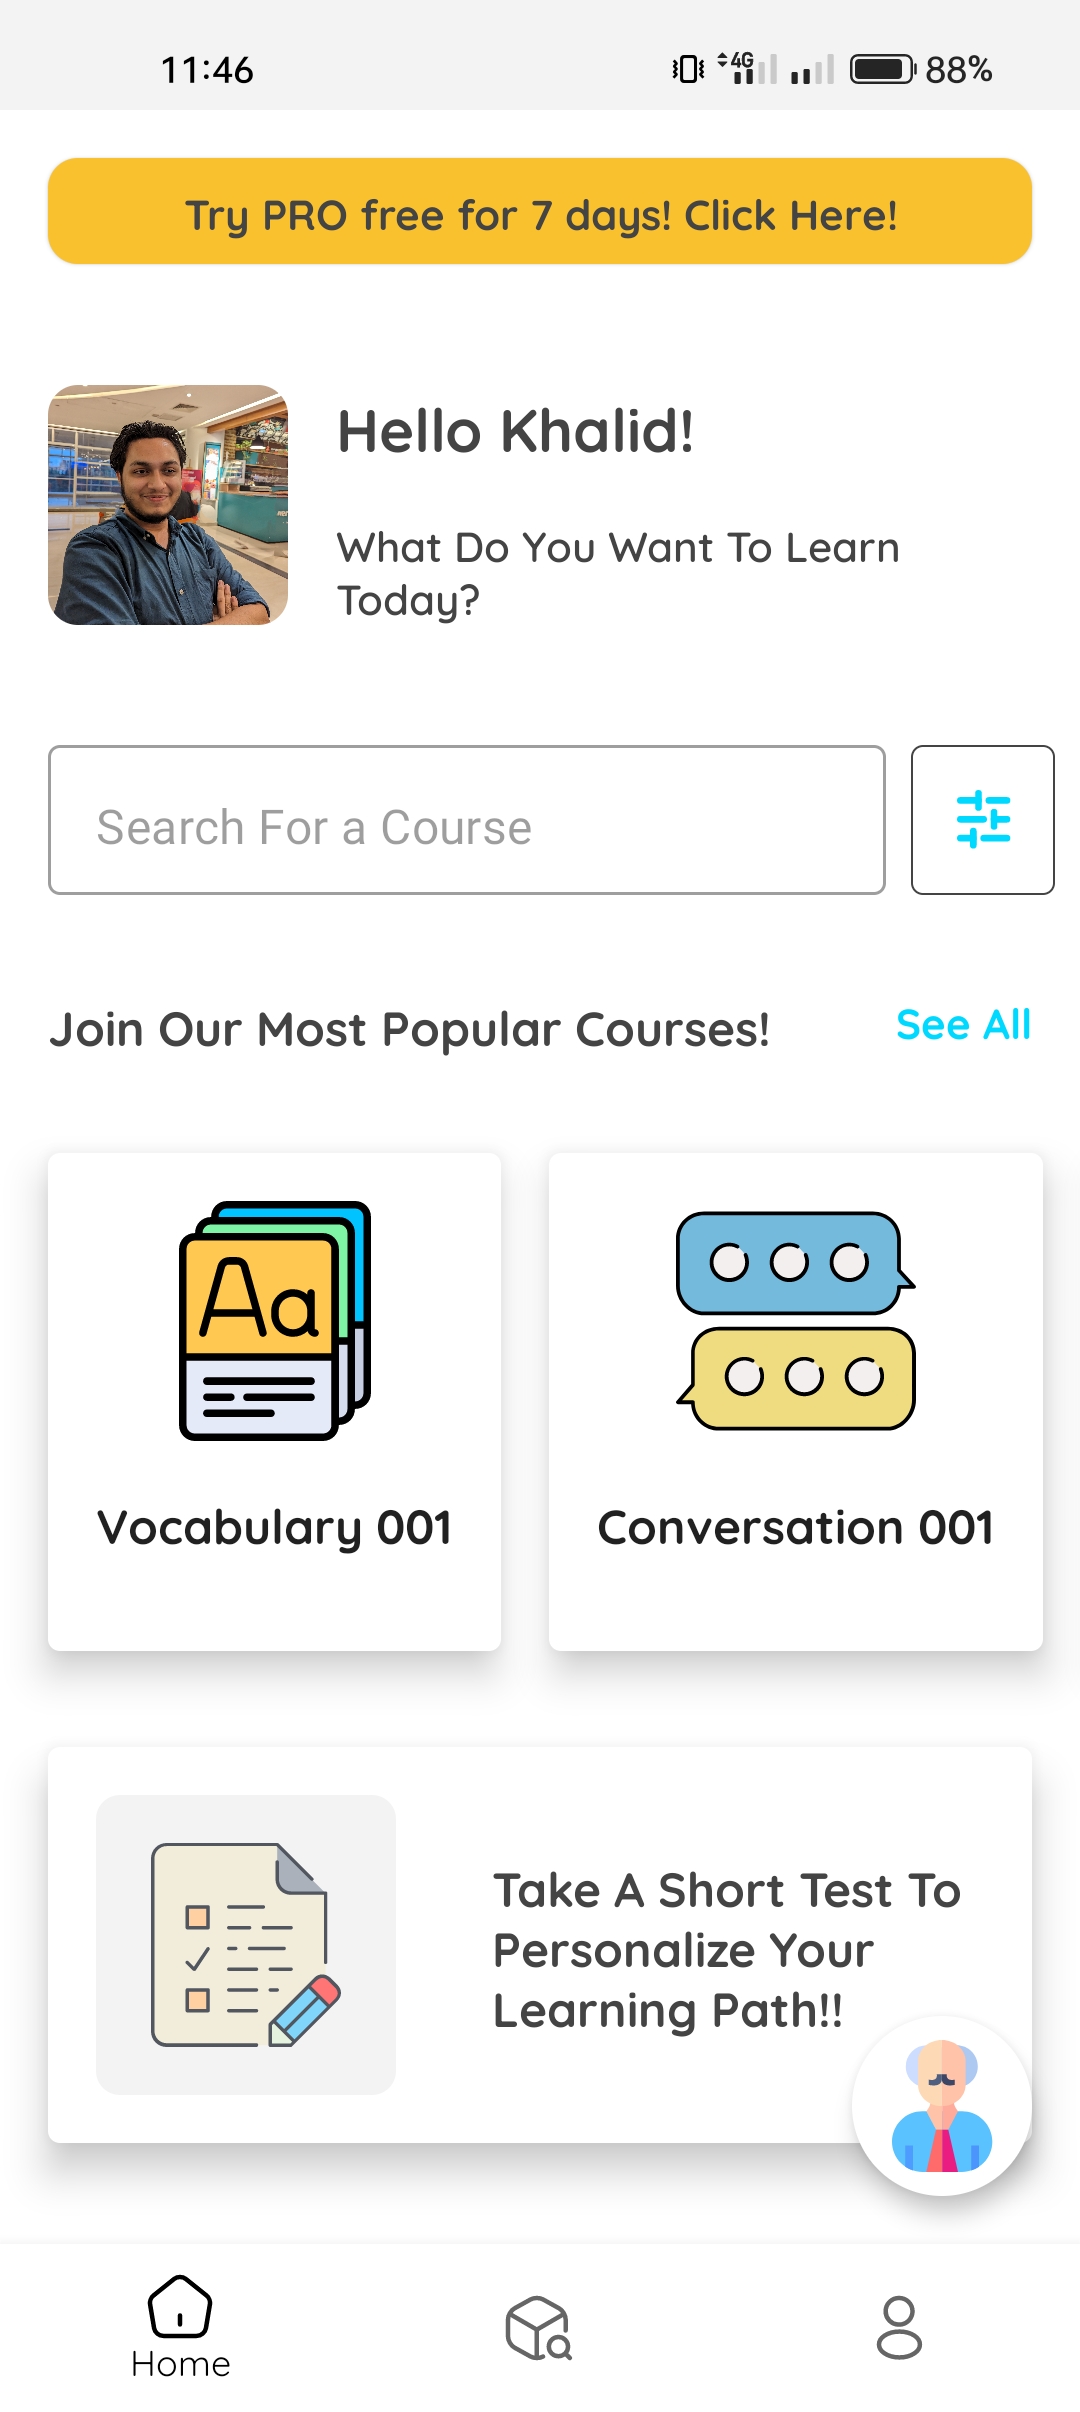 11:46
4G
88%
Try PRO free for 7 days! Click Here!
Hello Khalid!
What Do You Want To Learn
Today?
Search For a Course
Join Our Most Popular Courses!
See All
Aa
Vocabulary 001
Conversation 001
Take A Short Test To
Personalize Your
Learning Path!!
Home